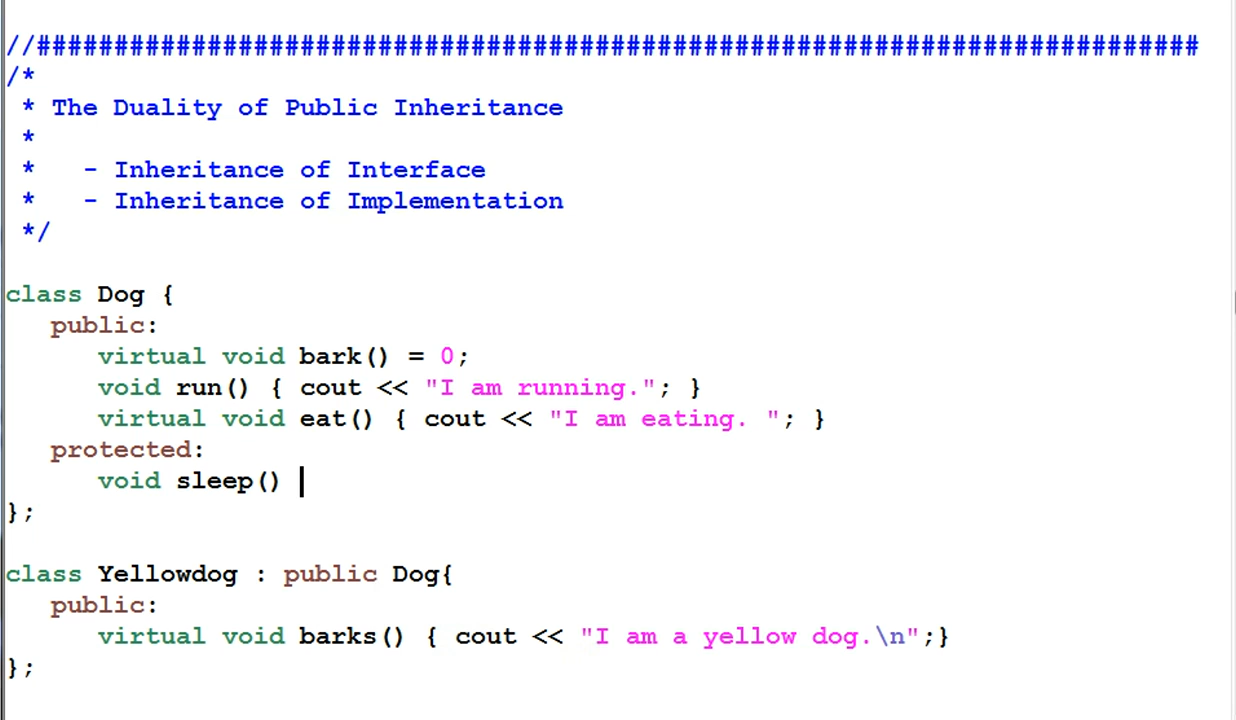 //###########################################################################
/*
 * The Duality of Public Inheritance
 *
 *   - Inheritance of Interface
 *   - Inheritance of Implementation
 */
class Dog {
   public:
      virtual void bark() = 0;
      void run() { cout << "I am running."; }
      virtual void eat() { cout << "I am eating. "; }
   protected:
      void sleep()
};
class Yellowdog : public Dog{
   public:
      virtual void barks() { cout << "I am a yellow dog.\n";}
};